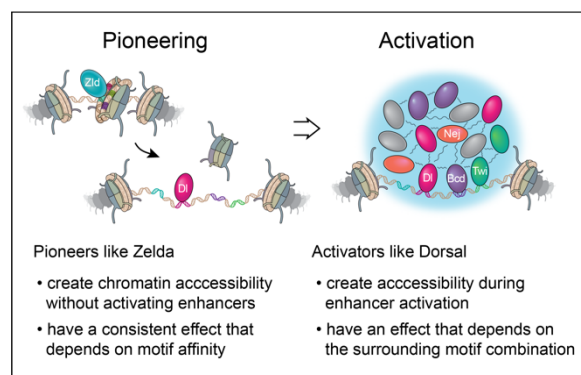 Pioneering
Activation
Zld
Dl
Nej
Dl
Bcd
Twi
Pioneers like Zelda
• create chromatin acccessibility
without activating enhancers
• have a consistent effect that
depends on motif affinity
Activators like Dorsal
• create acccessibility during
enhancer activation
• have an effect that depends on
the surrounding motif combination